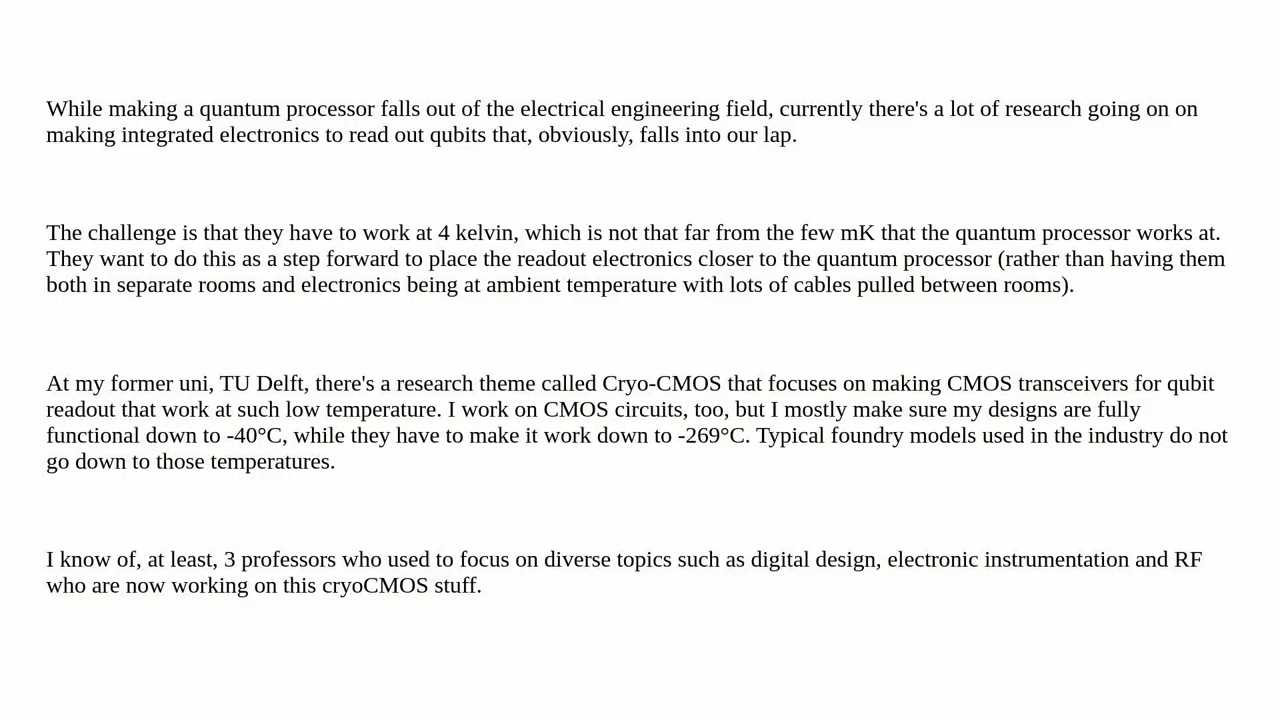 While making a quantum processor falls out of the electrical engineering field, currently there's a lot of research going on on
making integrated electronics to read out qubits that, obviously, falls into our lap.
The challenge is that they have to work at 4 kelvin, which is not that far from the few mK that the quantum processor works at.
They want to do this as a step forward to place the readout electronics closer to the quantum processor (rather than having them
both in separate rooms and electronics being at ambient temperature with lots of cables pulled between rooms).
At my former uni, TU Delft, there's a research theme called Cryo-CMOS that focuses on making CMOS transceivers for qubit
readout that work at such low temperature. I work on CMOS circuits, too, but I mostly make sure my designs are fully
functional down to -40°C, while they have to make it work down to -269°C. Typical foundry models used in the industry do not
go down to those temperatures.
I know of, at least, 3 professors who used to focus on diverse topics such as digital design, electronic instrumentation and RF
who are now working on this cryoCMOS stuff.